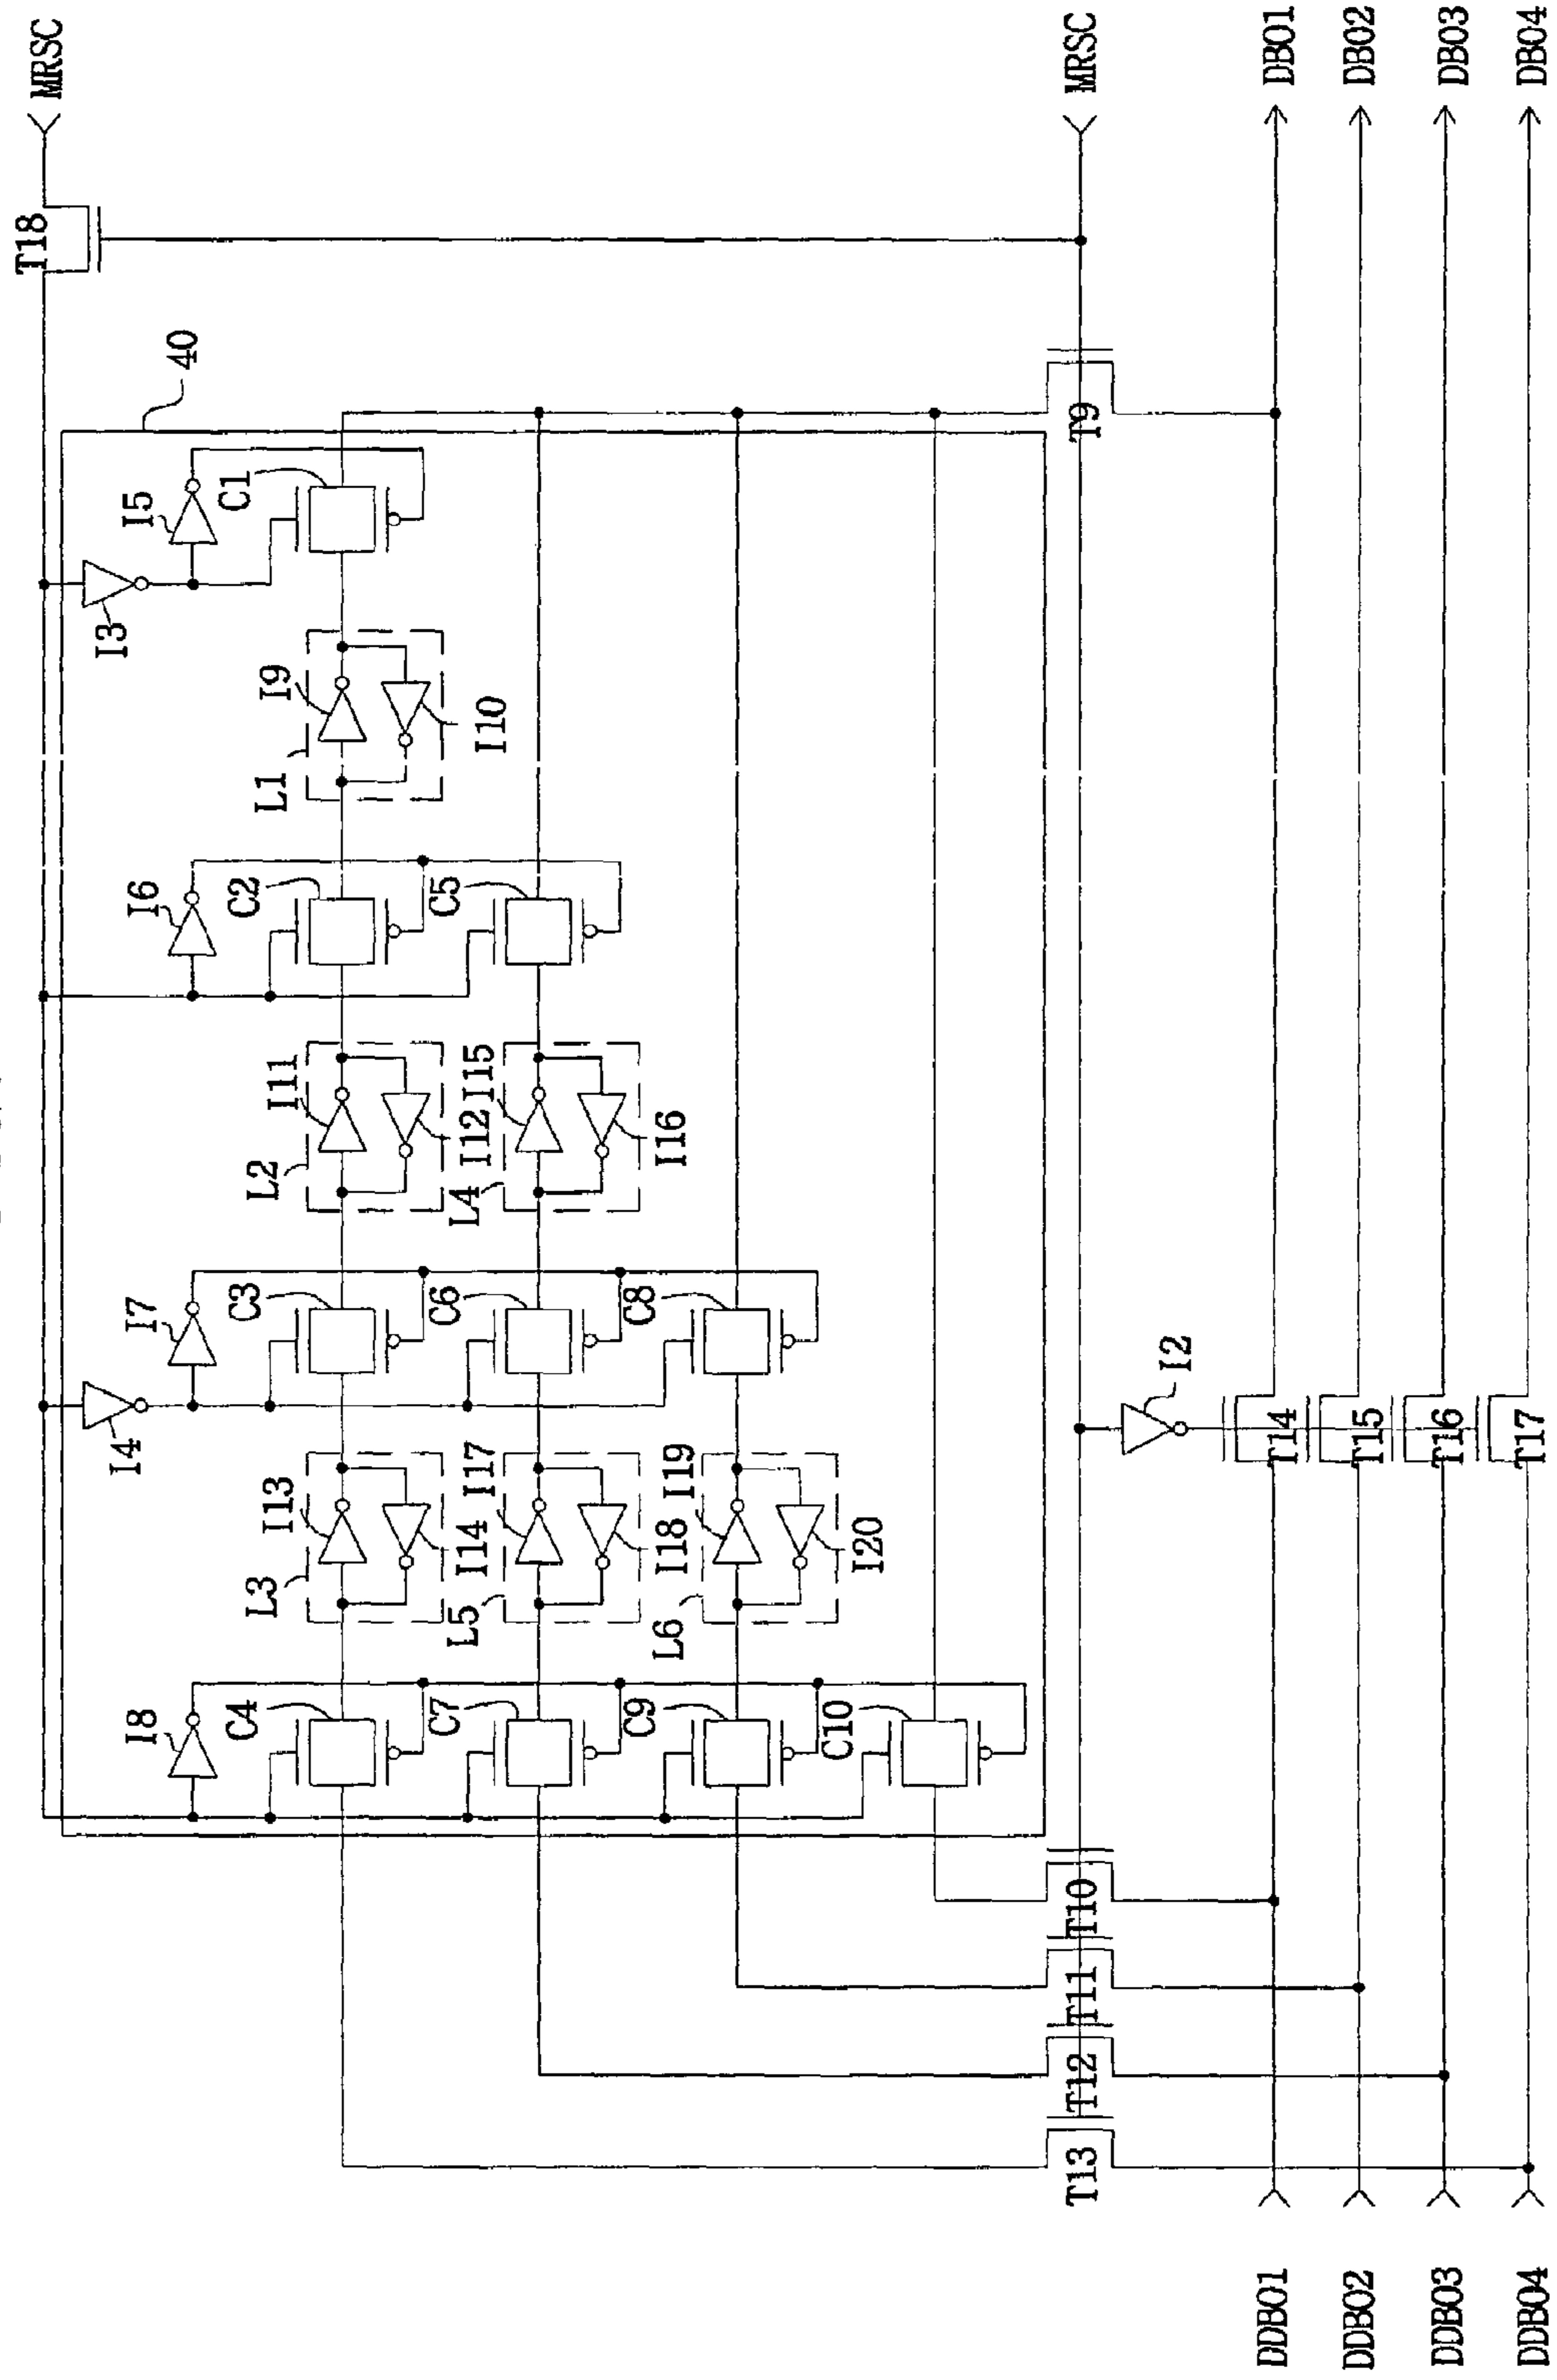 T18
MRSC
I4
I3
40
I8
I7
I6
I5
C4
C3
C2
C1
L3
I13
L2
I11
L1
I9
I14
I12
I10
C7
C6
C5
L5
I17
L4
I15
I18
I16
C9
C8
L6
I19
I20
C10
T13
T12
T11
T10
T9
MRSC
I2
DDBO1
T14
DBO1
DDBO2
T15
DBO2
DDBO3
T16
DBO3
DDBO4
T17
DBO4